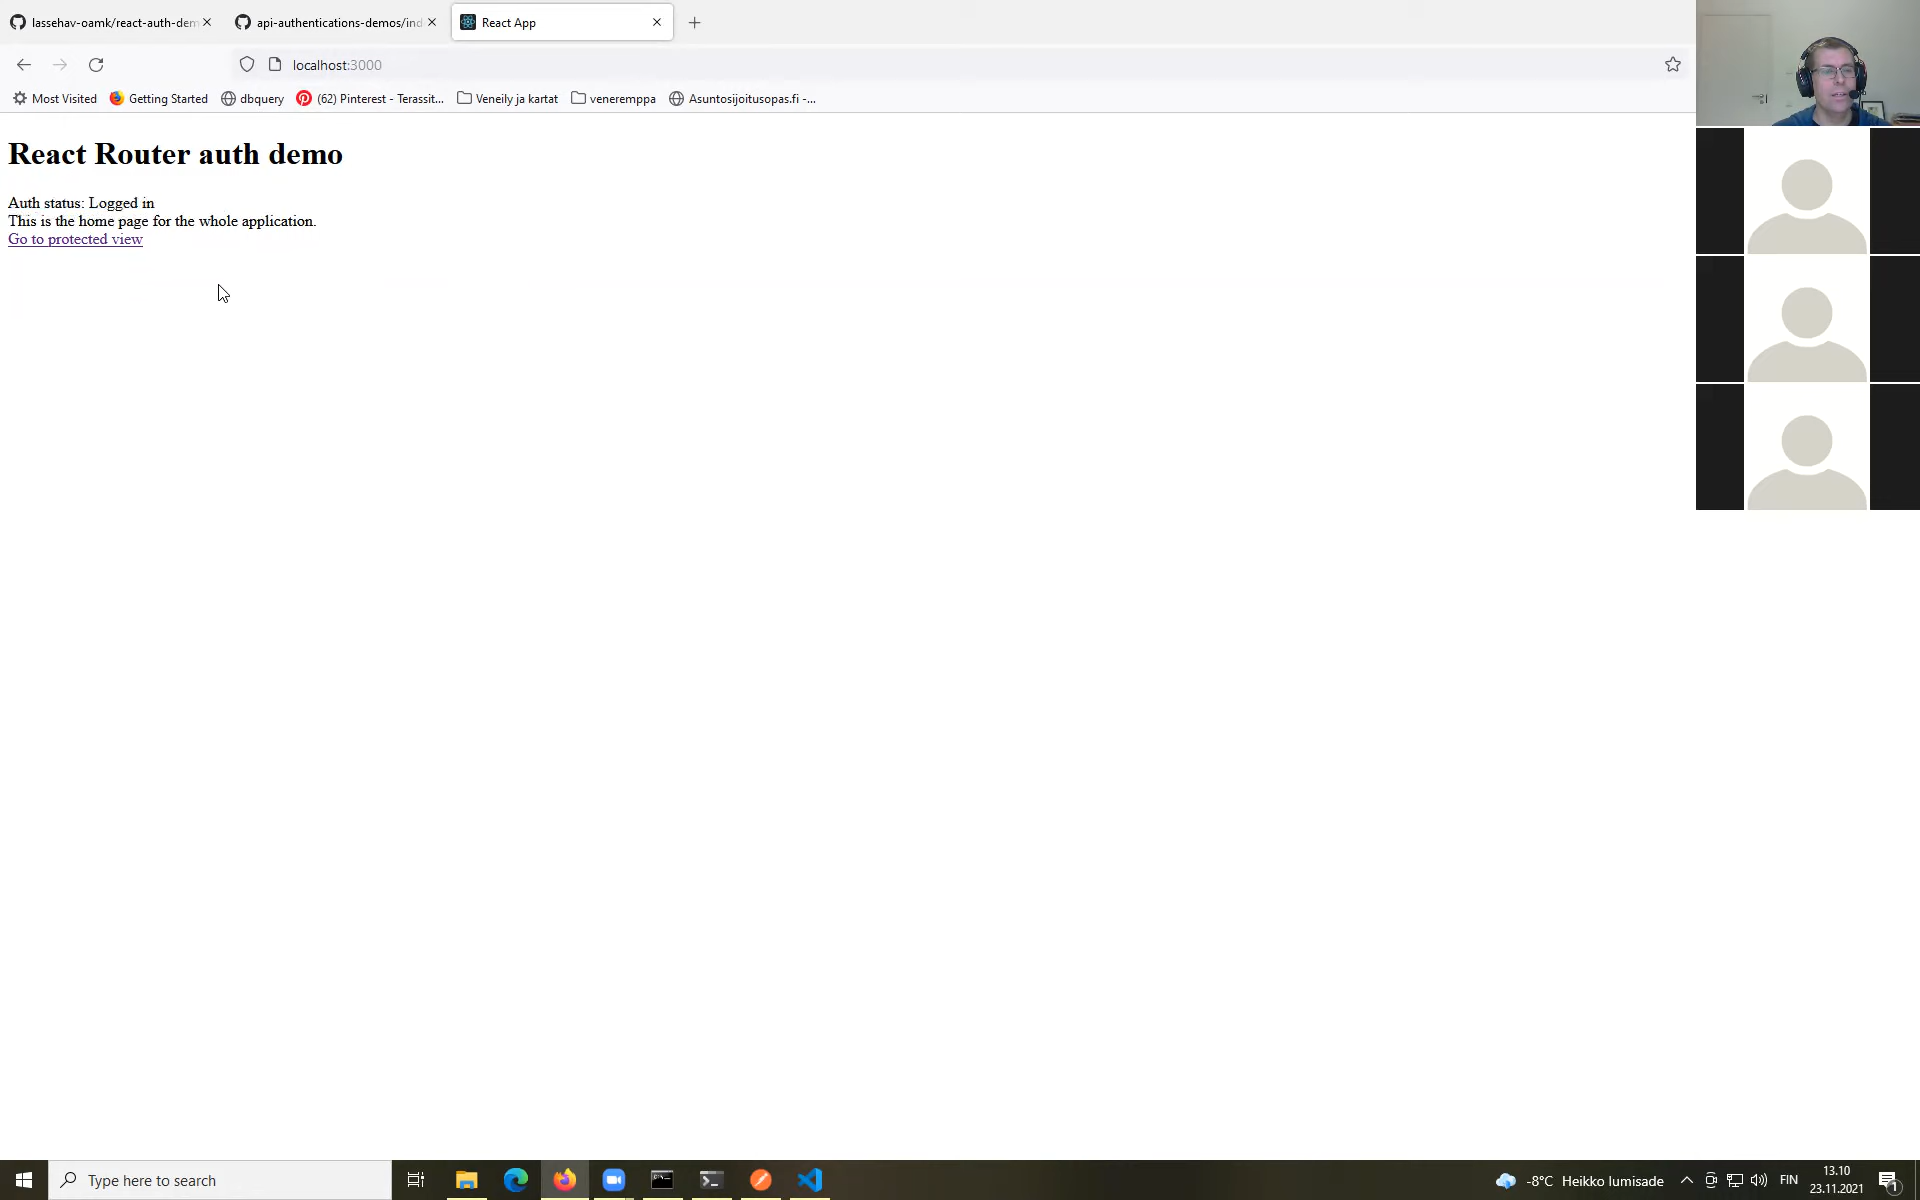 lassehav-oamk/react-auth-dem
api-authentications-demos/ind
React App
localhost:3000
Most Visited
Getting Started
dbquery
(62) Pinterest - Terassit...
Veneily ja kartat
veneremppa
Asuntosijoitusopas.fi -...
React Router auth demo
Auth status: Logged in
This is the home page for the whole application.
Go to protected view
Type here to search
-8°C Heikko lumisade
FIN
13.10
23.11.2021
1